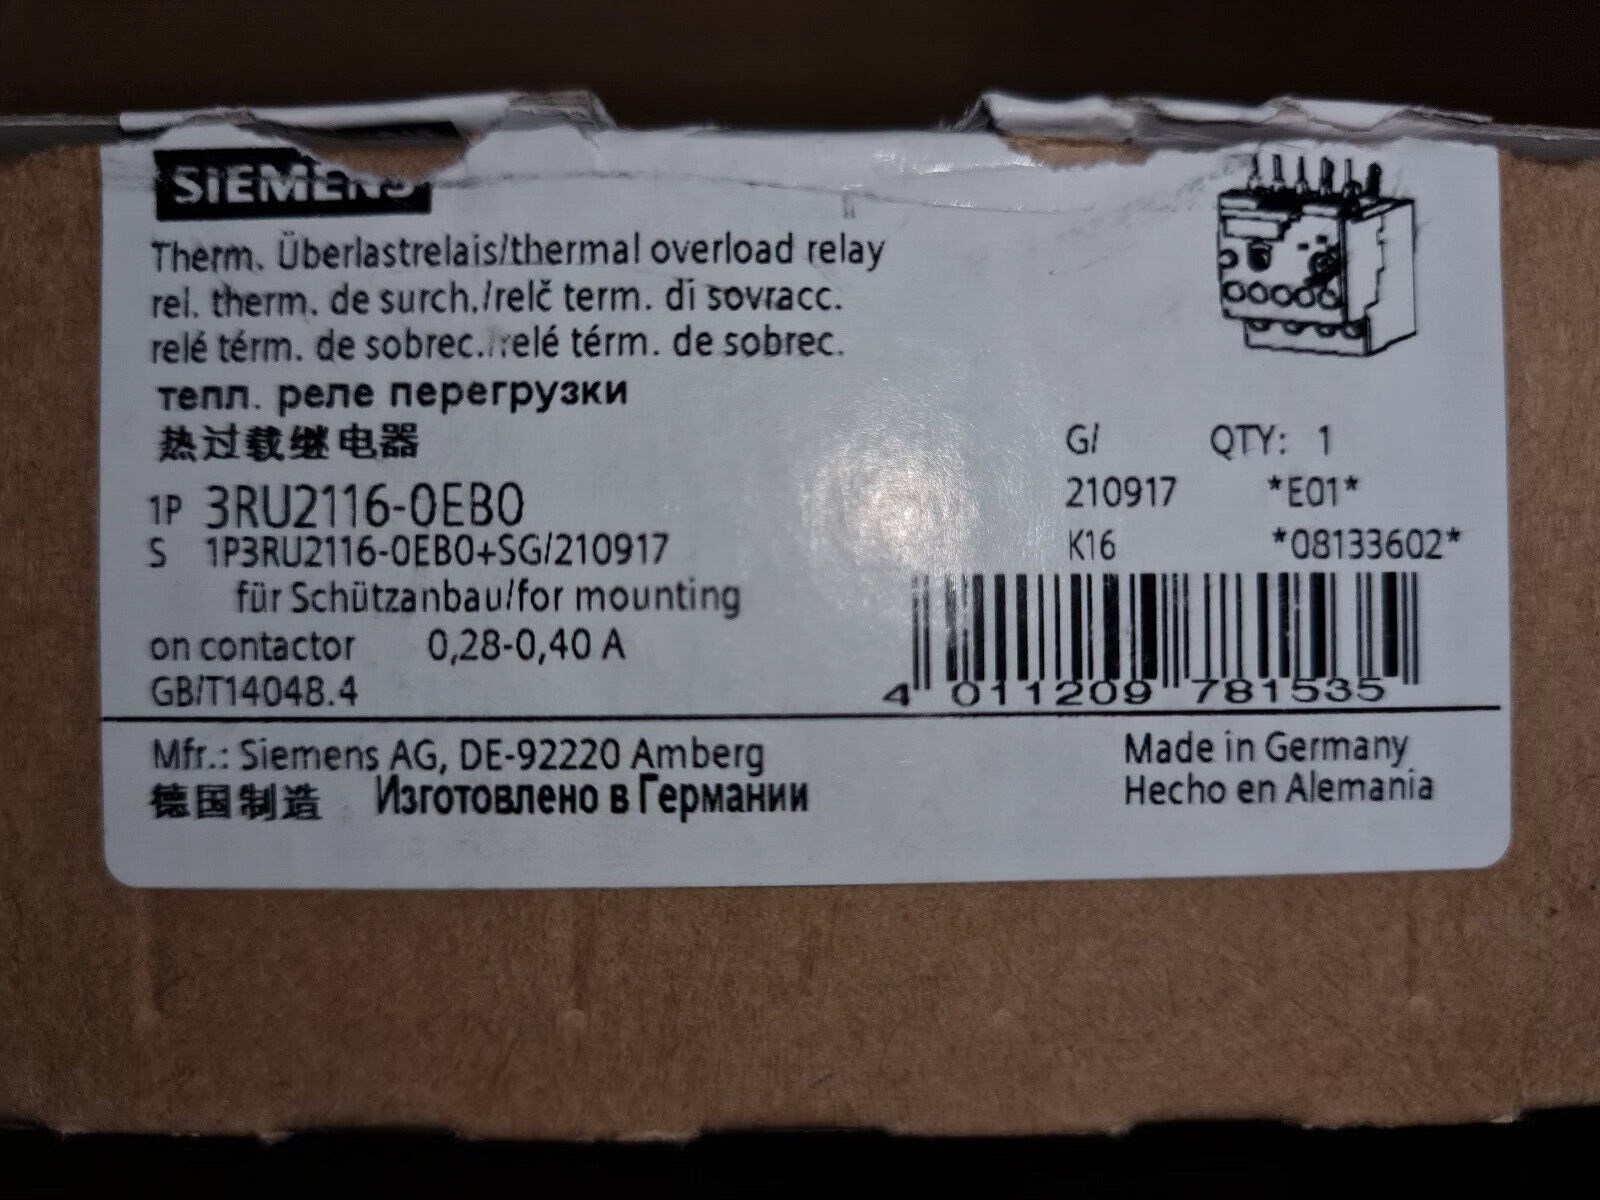 SIEMENS
Therm. Überlastrelais/thermal overload relay
rel. therm. de surch./relč term. di sovracc.
relé térm. de sobrec./relé térm. de sobrec.
тепл. реле перегрузки
热过载继电器
G/ QTY: 1
1P 3RU2116-0EB0
210917 *E01*
S 1P3RU2116-0EB0+SG/210917
K16 *08133602*
für Schützanbau/for mounting
on contactor 0,28-0,40 A
GB/T14048.4
4 011209 781535
Mfr.: Siemens AG, DE-92220 Amberg
Made in Germany
德国制造 Изготовлено в Германии
Hecho en Alemania